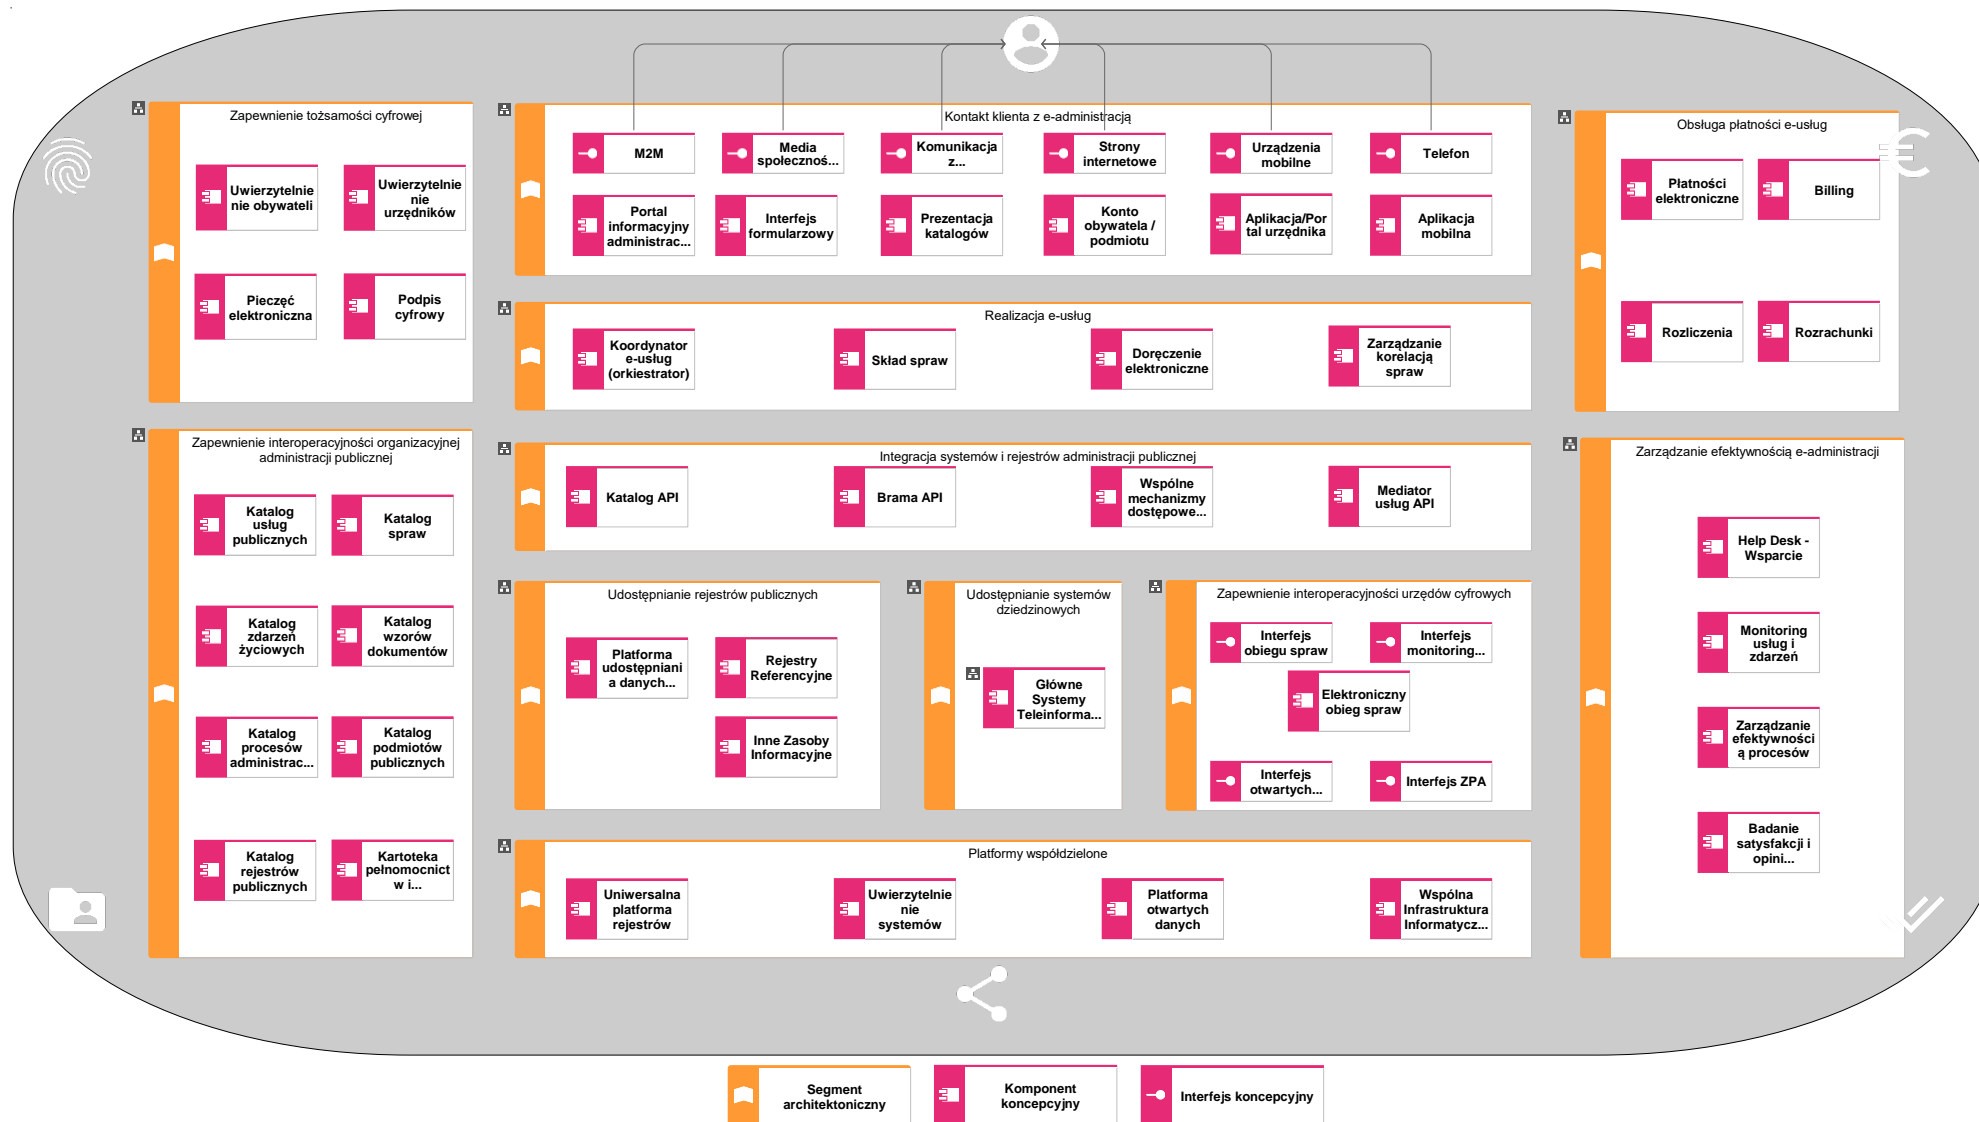 Zapewnienie tożsamości cyfrowej
Uwierzytelnie
nie obywateli
Uwierzytelnie
nie
urzędników
Pieczęć
elektroniczna
Podpis
cyfrowy
Kontakt klienta z e-administracją
M2M
Media
społecznoś...
Komunikacja
z...
Strony
internetowe
Urządzenia
mobilne
Telefon
Portal
informacyjny
administrac...
Interfejs
formularzowy
Prezentacja
katalogów
Konto
obywatela /
podmiotu
Aplikacja/Por
tal urzędnika
Aplikacja
mobilna
Obsługa płatności e-usług
Płatności
elektroniczne
Billing
Rozliczenia
Rozrachunki
Realizacja e-usług
Koordynator
e-usług
(orkiestrator)
Skład spraw
Doręczenie
elektroniczne
Zarządzanie
korelacją
spraw
Zapewnienie interoperacyjności organizacyjnej
administracji publicznej
Katalog
usług
publicznych
Katalog
spraw
Katalog
zdarzeń
życiowych
Katalog
wzorów
dokumentów
Katalog
procesów
administrac...
Katalog
podmiotów
publicznych
Katalog
rejestrów
publicznych
Kartoteka
pełnomocnict
w i...
Integracja systemów i rejestrów administracji publicznej
Katalog API
Brama API
Wspólne
mechanizmy
dostępowe...
Mediator
usług API
Udostępnianie rejestrów publicznych
Platforma
udostępniani
a danych...
Rejestry
Referencyjne
Inne Zasoby
Informacyjne
Udostępnianie systemów
dziedzinowych
Główne
Systemy
Teleinforma...
Zapewnienie interoperacyjności urzędów cyfrowych
Interfejs
obiegu spraw
Interfejs
monitoring...
Elektroniczny
obieg spraw
Interfejs
otwartych...
Interfejs ZPA
Zarządzanie efektywnością e-administracji
Help Desk -
Wsparcie
Monitoring
usług i
zdarzeń
Zarządzanie
efektywności
ą procesów
Badanie
satysfakcji i
opini...
Platformy współdzielone
Uniwersalna
platforma
rejestrów
Uwierzytelnie
nie
systemów
Platforma
otwartych
danych
Wspólna
Infrastruktura
Informatycz...
Segment
architektoniczny
Komponent
koncepcyjny
Interfejs koncepcyjny